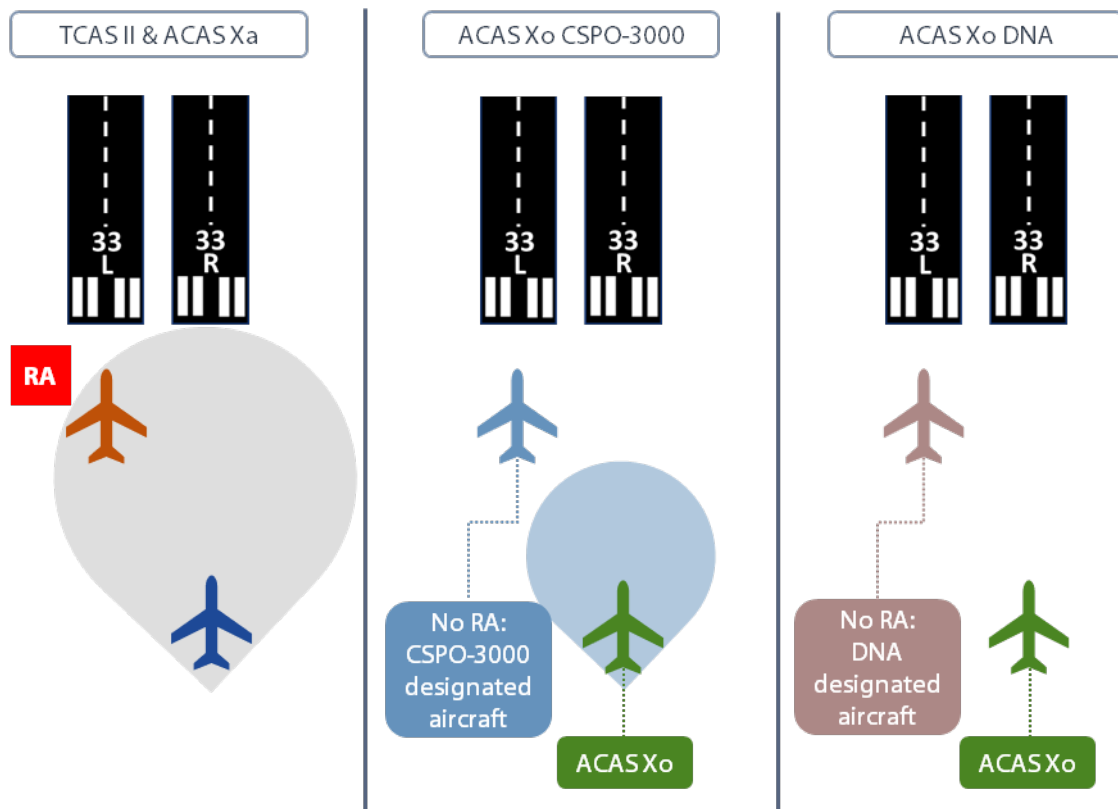 TCAS II & ACAS Xa
33
L
33
R
RA
ACAS Xo CSPO-3000
33
L
33
R
No RA:
CSPO-3000
designated
aircraft
ACAS Xo
ACAS Xo DNA
33
L
33
R
No RA:
DNA
designated
aircraft
ACAS Xo